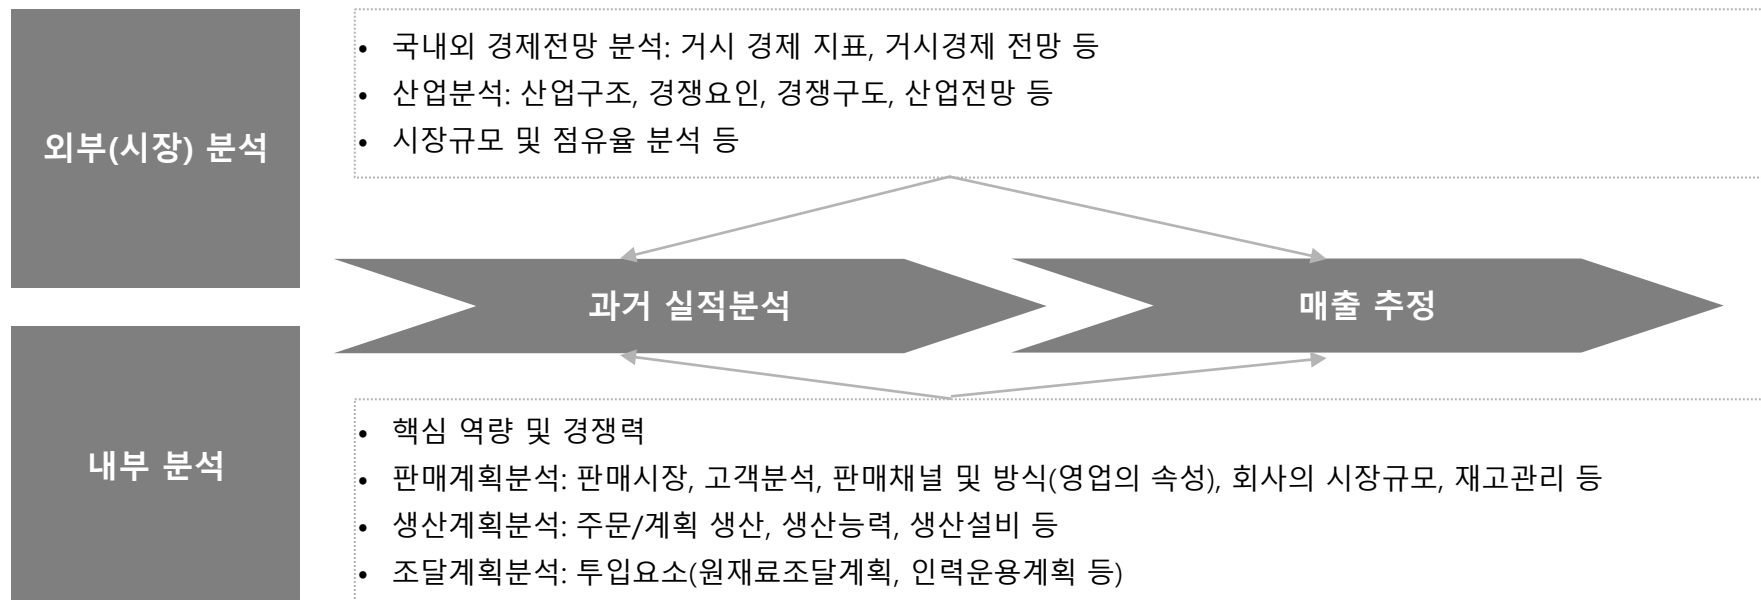 외부(시장) 분석
• 국내외 경제전망 분석: 거시 경제 지표, 거시경제 전망 등
• 산업분석: 산업구조, 경쟁요인, 경쟁구도, 산업전망 등
• 시장규모 및 점유율 분석 등
과거 실적분석
매출 추정
내부 분석
• 핵심 역량 및 경쟁력
• 판매계획분석: 판매시장, 고객분석, 판매채널 및 방식(영업의 속성), 회사의 시장규모, 재고관리 등
• 생산계획분석: 주문/계획 생산, 생산능력, 생산설비 등
• 조달계획분석: 투입요소(원재료조달계획, 인력운용계획 등)